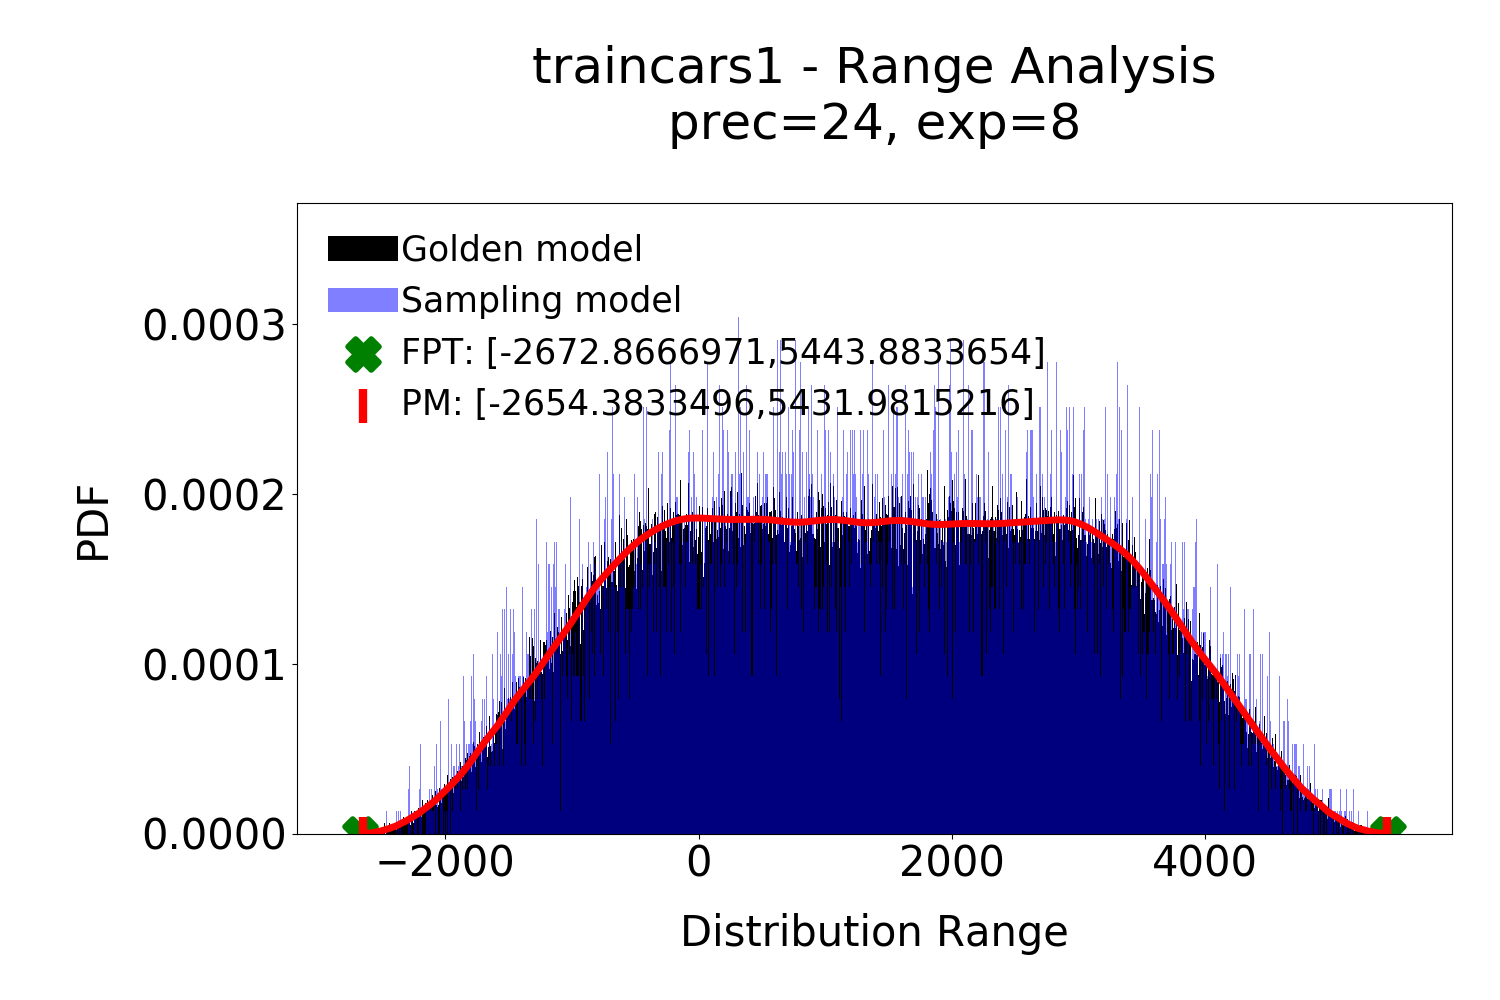 traincars1 - Range Analysis
prec=24, exp=8
Golden model
Sampling model
FPT: [-2672.8666971,5443.8833654]
PM: [-2654.3833496,5431.9815216]
PDF
0.0003
0.0002
0.0001
0.0000
−2000 0 2000 4000
Distribution Range